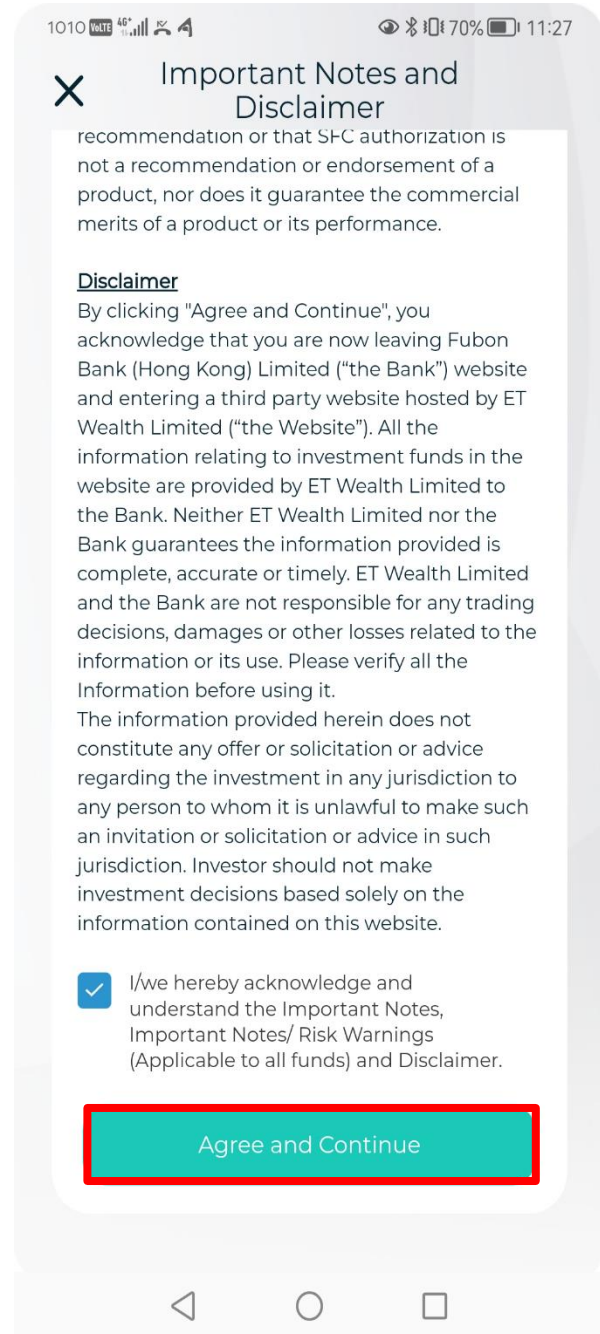 1010 VoLTE 4G+ 70% 11:27
Important Notes and
Disclaimer
recommendation or that SFC authorization is
not a recommendation or endorsement of a
product, nor does it guarantee the commercial
merits of a product or its performance.
Disclaimer
By clicking "Agree and Continue", you
acknowledge that you are now leaving Fubon
Bank (Hong Kong) Limited (“the Bank”) website
and entering a third party website hosted by ET
Wealth Limited (“the Website”). All the
information relating to investment funds in the
website are provided by ET Wealth Limited to
the Bank. Neither ET Wealth Limited nor the
Bank guarantees the information provided is
complete, accurate or timely. ET Wealth Limited
and the Bank are not responsible for any trading
decisions, damages or other losses related to the
information or its use. Please verify all the
Information before using it.
The information provided herein does not
constitute any offer or solicitation or advice
regarding the investment in any jurisdiction to
any person to whom it is unlawful to make such
an invitation or solicitation or advice in such
jurisdiction. Investor should not make
investment decisions based solely on the
information contained on this website.
I/we hereby acknowledge and
understand the Important Notes,
Important Notes/ Risk Warnings
(Applicable to all funds) and Disclaimer.
Agree and Continue